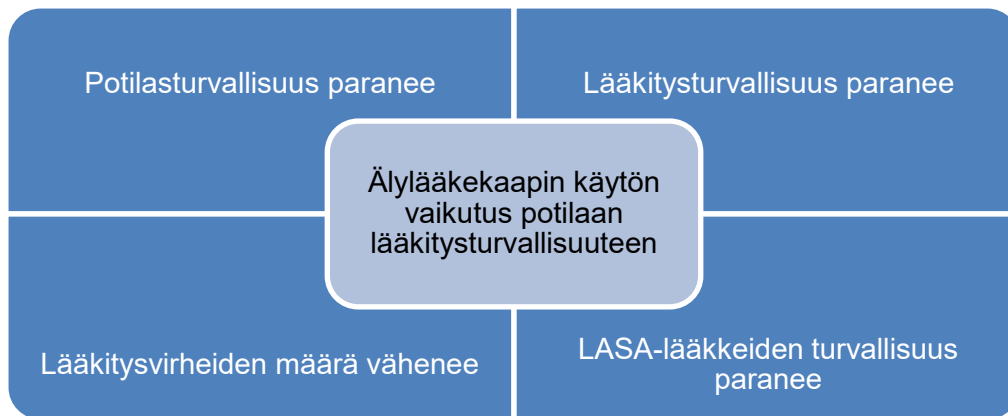 Potilasturvallisuus paranee
Lääkitysturvallisuus paranee
Älylääkekaapin käytön
vaikutus potilaan
lääkitysturvallisuuteen
Lääkitysvirheiden määrä vähenee
LASA-lääkkeiden turvallisuus
paranee